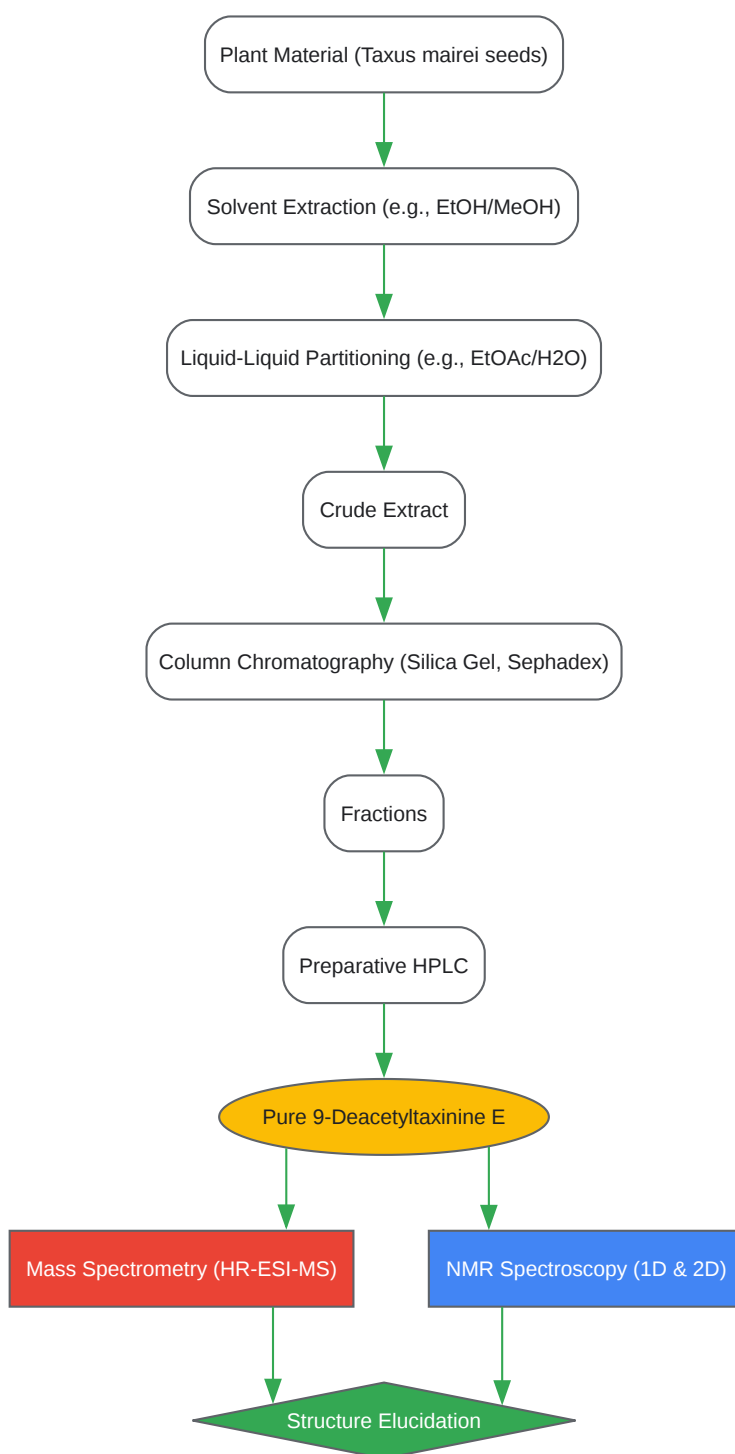 Plant Material (Taxus mairei seeds)
Solvent Extraction (e.g., EtOH/MeOH)
Liquid-Liquid Partitioning (e.g., EtOAc/H2O)
Crude Extract
Column Chromatography (Silica Gel, Sephadex)
Fractions
Preparative HPLC
Pure 9-Deacetyltaxinine E
Mass Spectrometry (HR-ESI-MS)
NMR Spectroscopy (1D & 2D)
Structure Elucidation